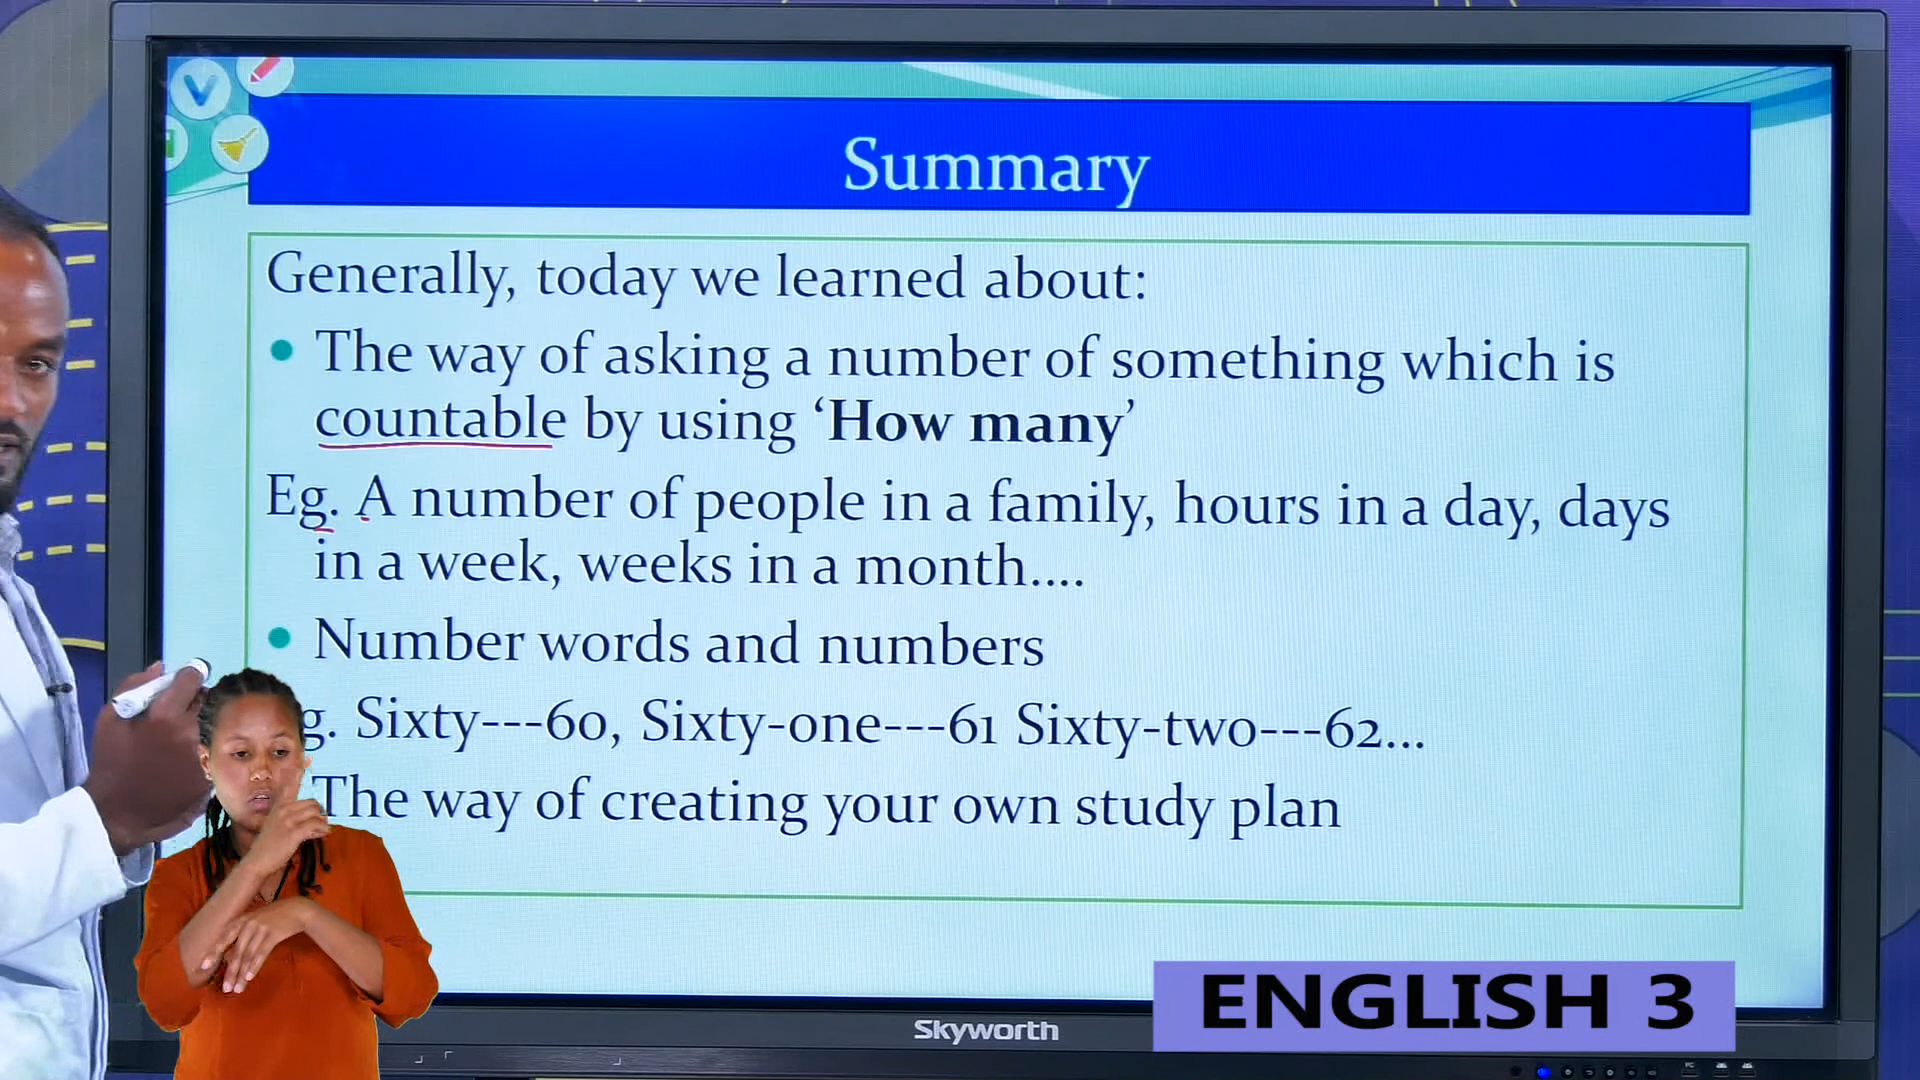 Summary
Generally, today we learned about:
• The way of asking a number of something which is
countable by using ‘How many’
Eg. A number of people in a family, hours in a day, days
in a week, weeks in a month....
• Number words and numbers
g. Sixty---60, Sixty-one---61 Sixty-two---62...
The way of creating your own study plan
ENGLISH 3
Skyworth